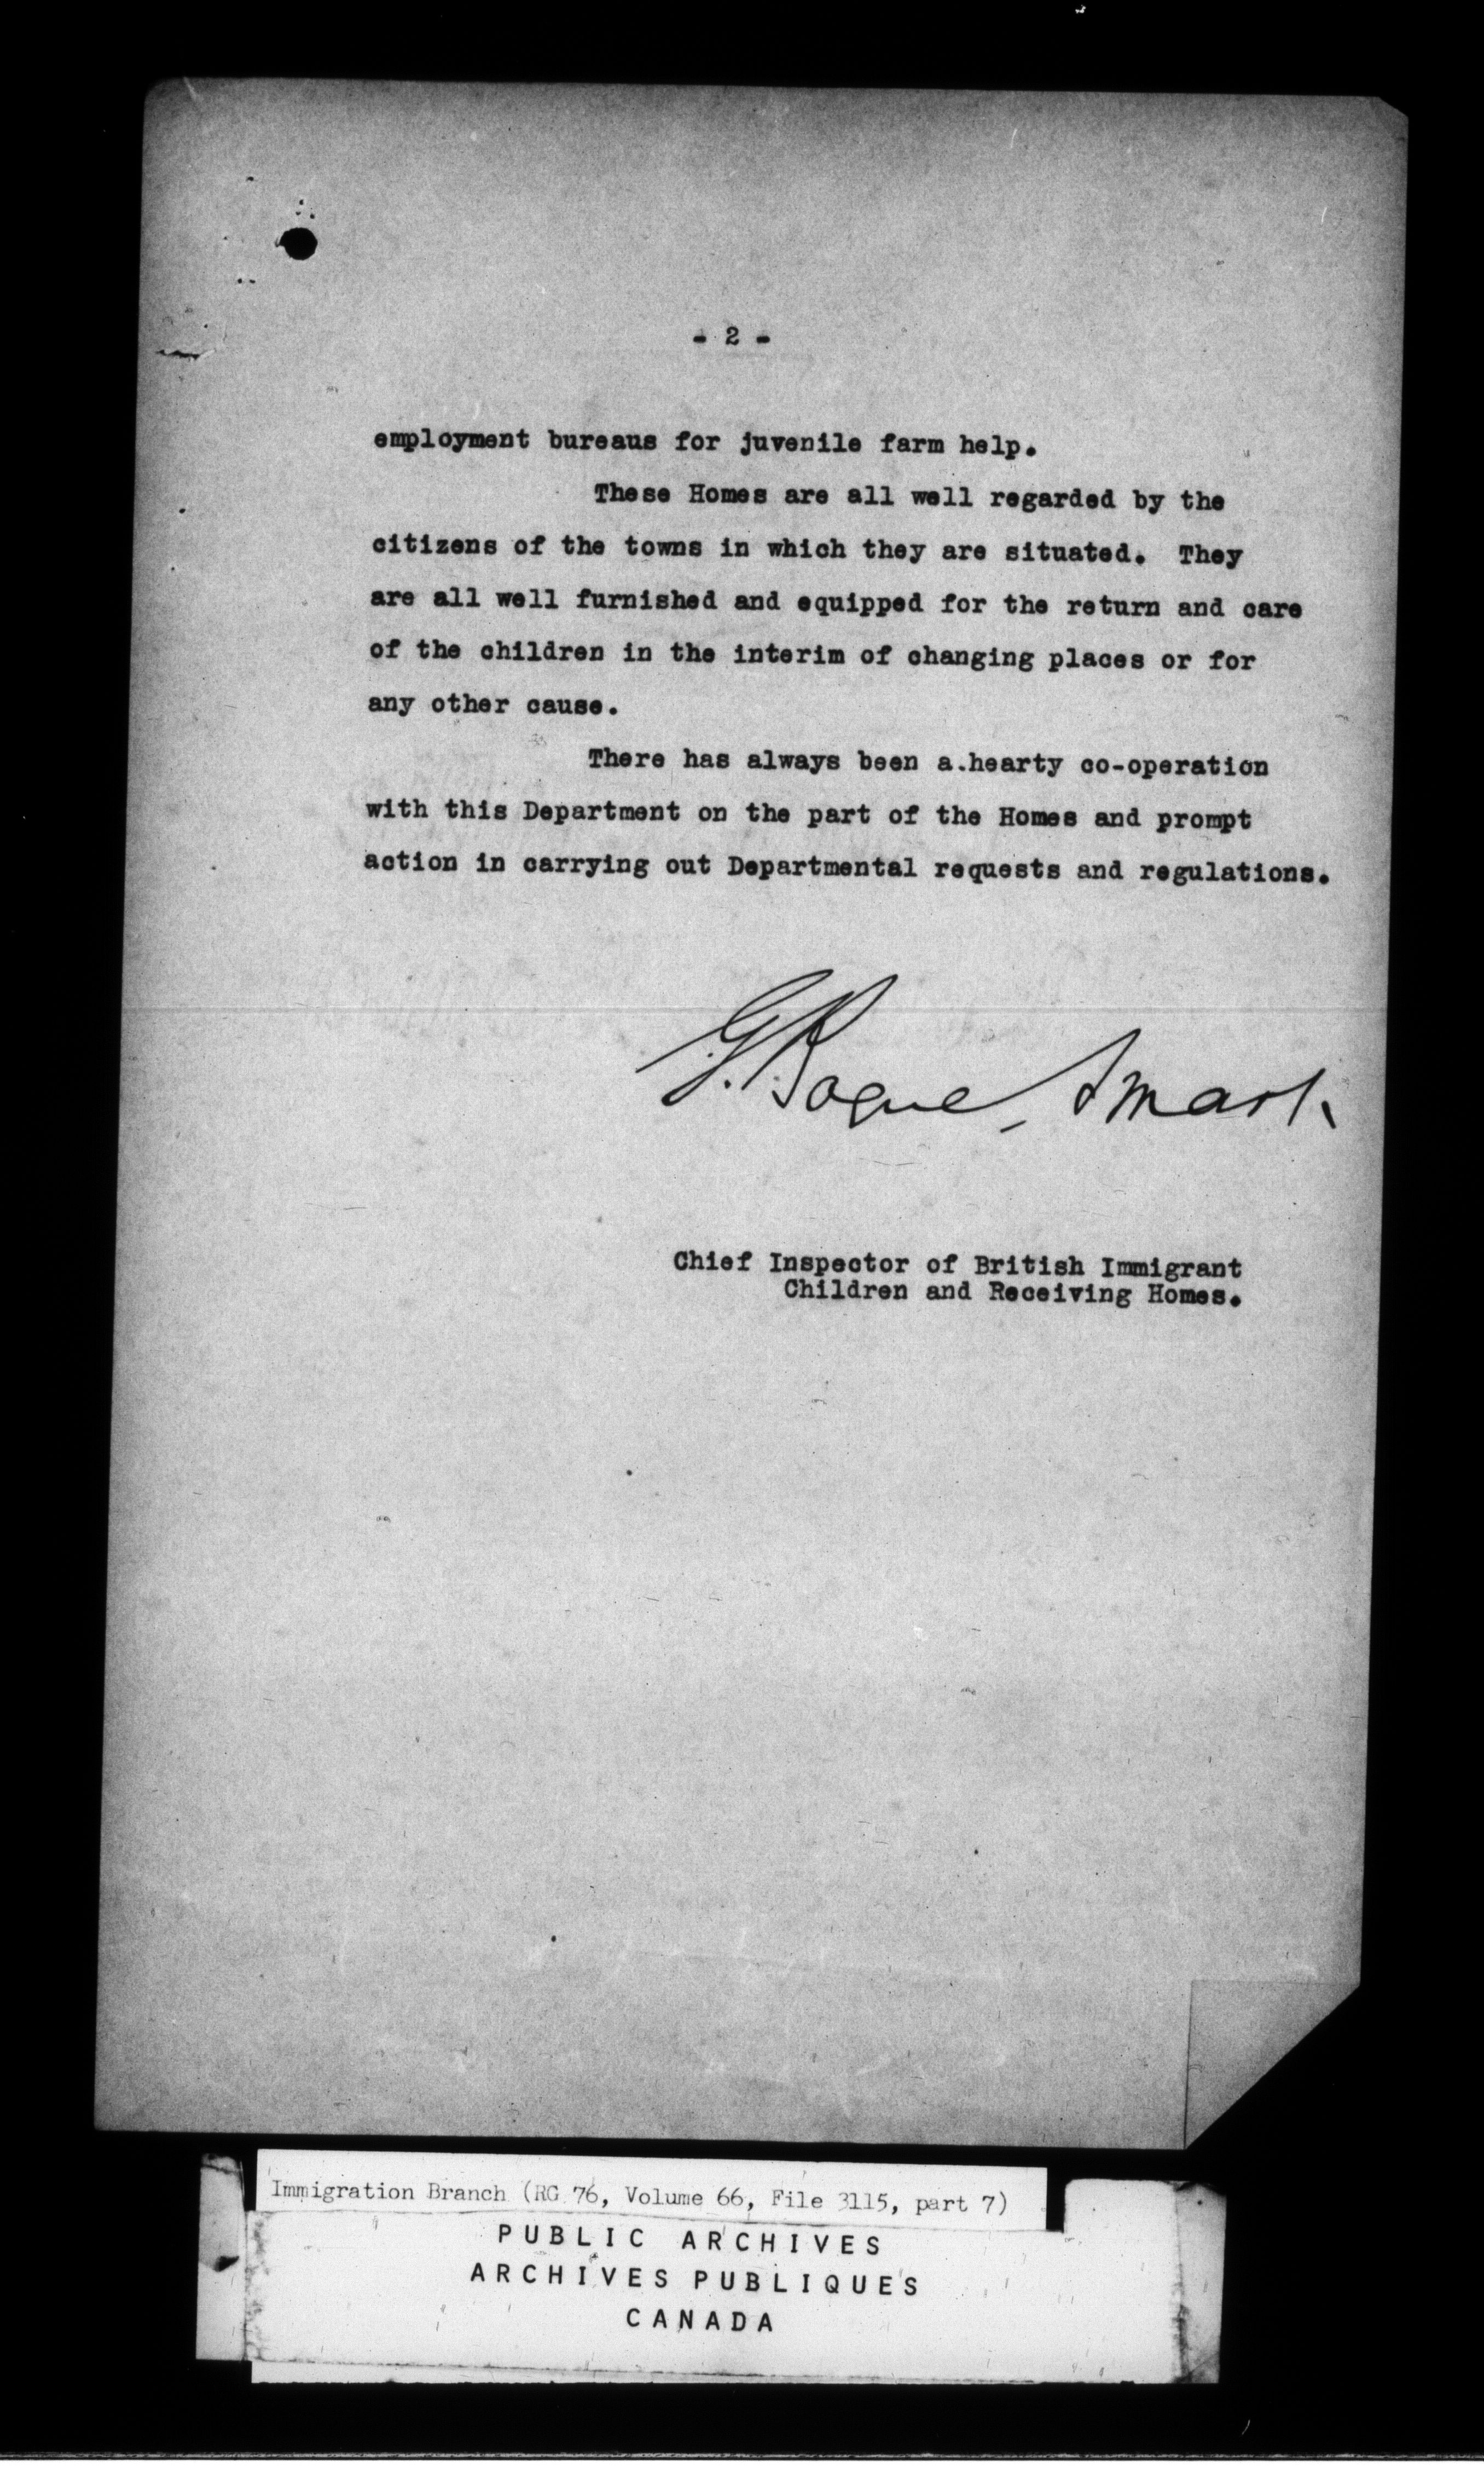 - 2 -
employment bureaus for juvenile farm help.
These Homes are all well regarded by the
citizens of the towns in which they are situated. They
are all well furnished and equipped for the return and care
of the children in the interim of changing places or for
any other cause.
There has always been a.hearty co-operation
with this Department on the part of the Homes and prompt
action in carrying out Departmental requests and regulations.
G. Bogue Smart.
Chief Inspector of British Immigrant
Children and Receiving Homes.
Immigration Branch (RG 76, Volume 66, File 3115, part 7)
PUBLIC ARCHIVES
ARCHIVES PUBLIQUES
CANADA